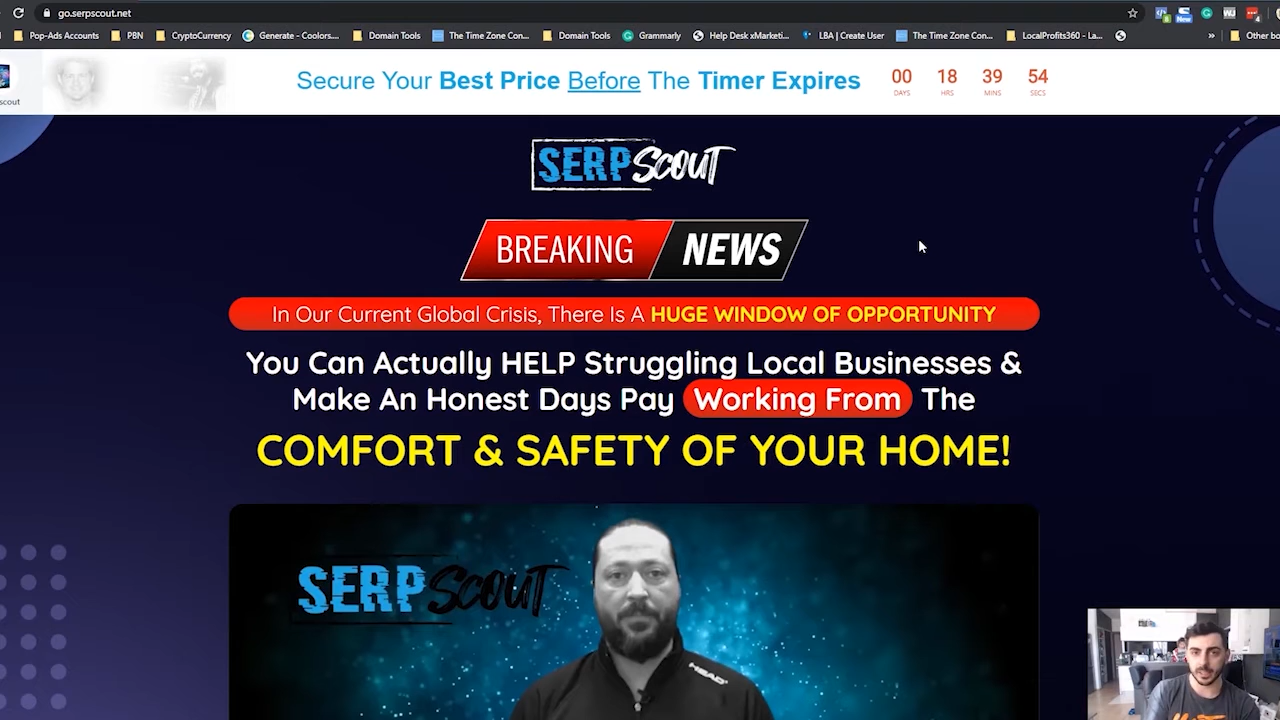 go.serpscout.net
Pop-Ads Accounts
PBN
CryptoCurrency
Generate - Coolors....
Domain Tools
The Time Zone Con...
Domain Tools
Grammarly
Help Desk xMarketi...
LBA | Create User
The Time Zone Con...
LocalProfits360 - La...
»
Other bo
scout
Secure Your Best Price Before The Timer Expires
00 18 39 54
DAYS HRS MINS SECS
SERPScout
BREAKING NEWS
In Our Current Global Crisis, There Is A HUGE WINDOW OF OPPORTUNITY
You Can Actually HELP Struggling Local Businesses &
Make An Honest Days Pay Working From The
COMFORT & SAFETY OF YOUR HOME!
SERPScout
HEAD